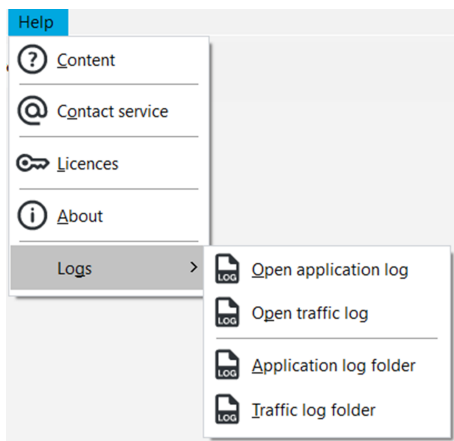 Help
Content
Contact service
Licences
About
Logs
LOG Open application log
LOG Open traffic log
LOG Application log folder
LOG Traffic log folder